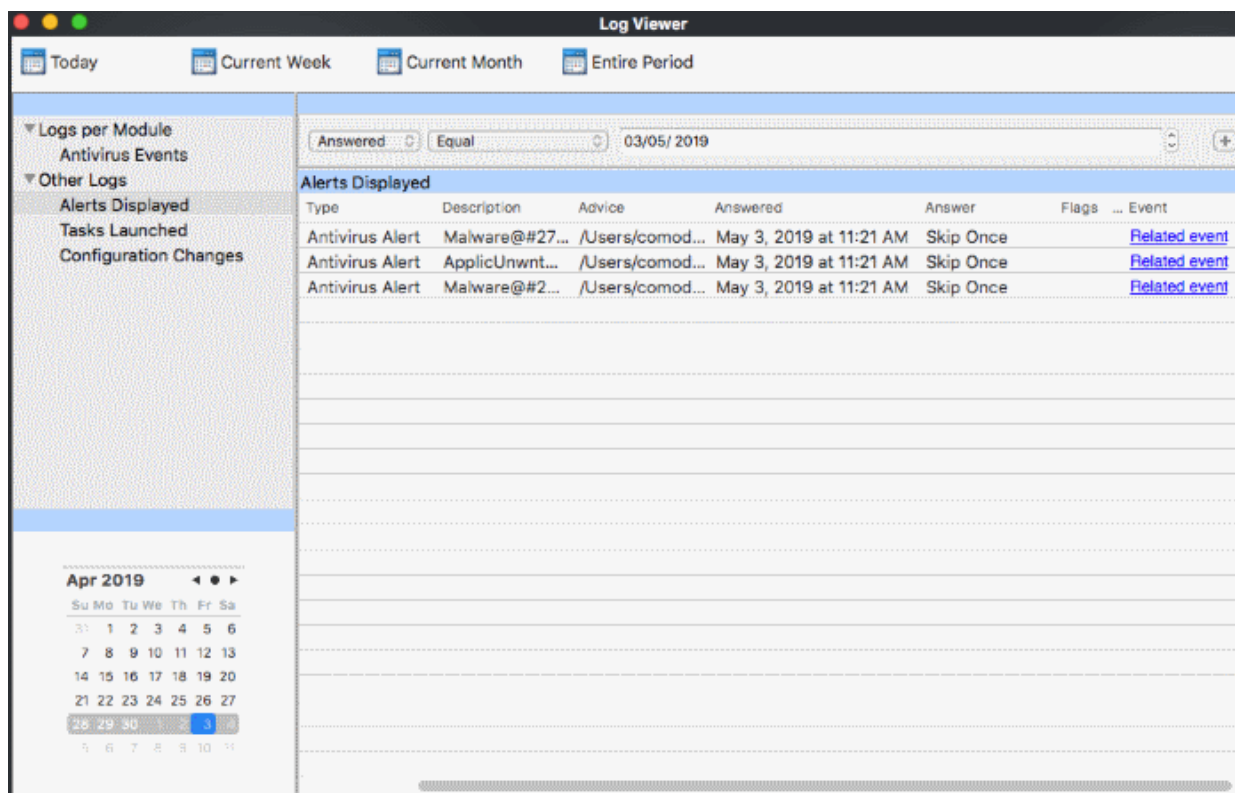 Log Viewer
Today Current Week Current Month Entire Period
Logs per Module
Antivirus Events
Other Logs
Alerts Displayed
Tasks Launched
Configuration Changes
Answered Equal 03/05/ 2019 +
Alerts Displayed
Type Description Advice Answered Answer Flags ... Event
Antivirus Alert Malware@#27... /Users/comod... May 3, 2019 at 11:21 AM Skip Once Related event
Antivirus Alert ApplicUnwnt... /Users/comod... May 3, 2019 at 11:21 AM Skip Once Related event
Antivirus Alert Malware@#2... /Users/comod... May 3, 2019 at 11:21 AM Skip Once Related event
Apr 2019
Su Mo Tu We Th Fr Sa
31 1 2 3 4 5 6
7 8 9 10 11 12 13
14 15 16 17 18 19 20
21 22 23 24 25 26 27
28 29 30 1 2 3 4
5 6 7 8 9 10 11